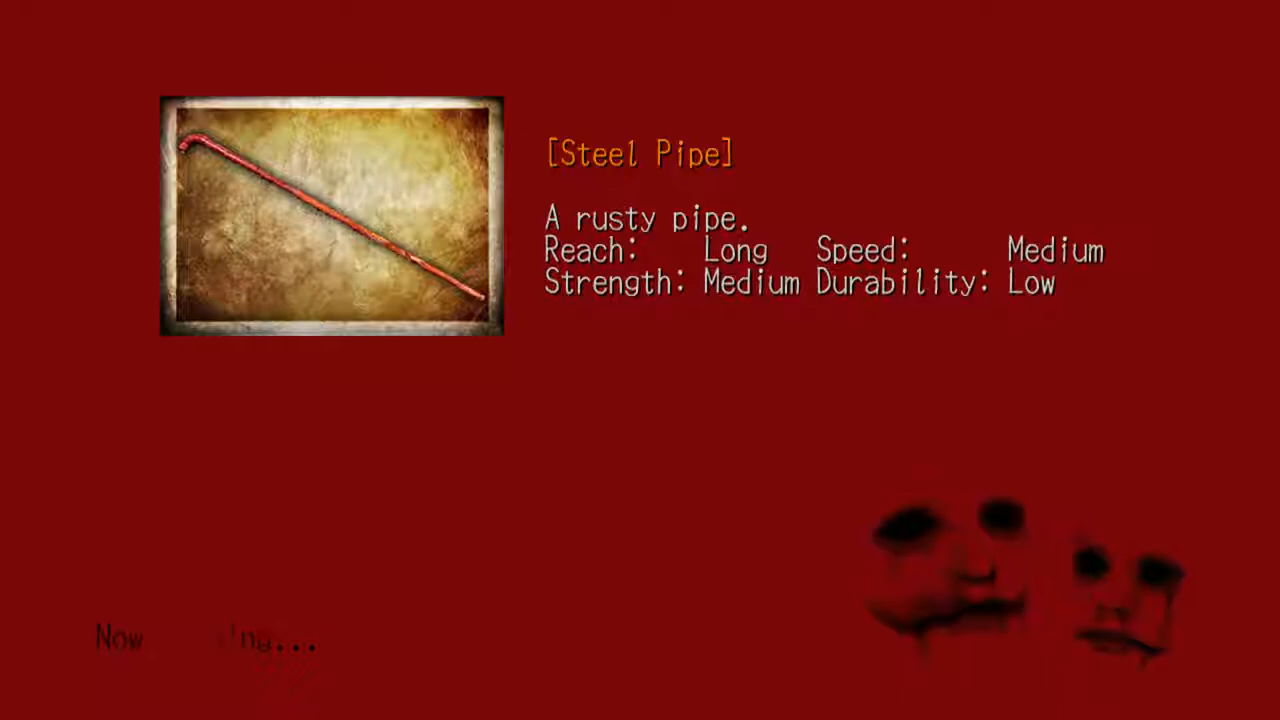 [Steel Pipe]
A rusty pipe.
Reach: Long Speed: Medium
Strength: Medium Durability: Low
Now